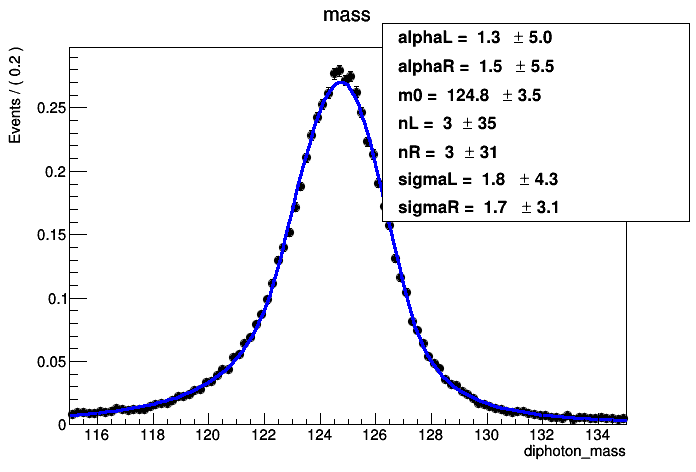 mass
alphaL = 1.3 ± 5.0
alphaR = 1.5 ± 5.5
m0 = 124.8 ± 3.5
nL = 3 ± 35
nR = 3 ± 31
sigmaL = 1.8 ± 4.3
sigmaR = 1.7 ± 3.1
Events / ( 0.2 )
0.25
0.2
0.15
0.1
0.05
0
116 118 120 122 124 126 128 130 132 134
diphoton_mass